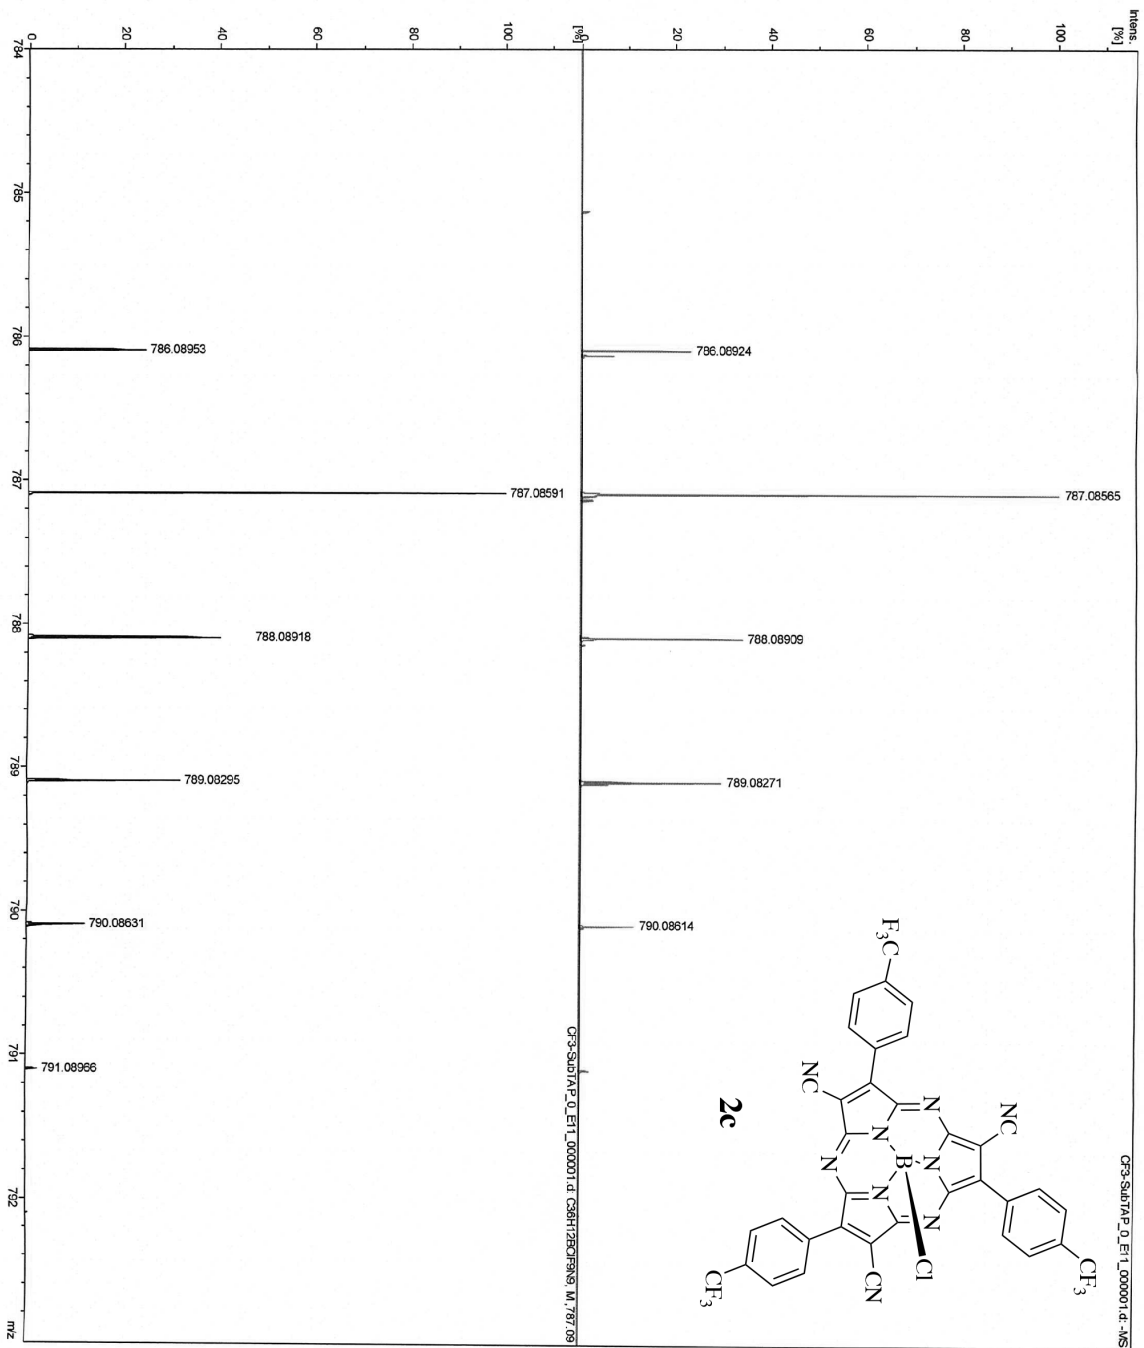 Intens.
[%]
CF3-SubTAP_0_E11_000001.d: -MS
100
80
60
40
20
0
786.08924
787.08565
788.08909
789.08271
790.08614
F3C
NC
NC
N
N
N
N
N
N
B
Cl
CN
CF3
CF3
2c
[%]
CF3-SubTAP_0_E11_000001.d: C36H12BClF9N9, M ,787.09
100
80
60
40
20
0
786.08953
787.08591
788.08918
789.08295
790.08631
791.08966
784
785
786
787
788
789
790
791
792
m/z